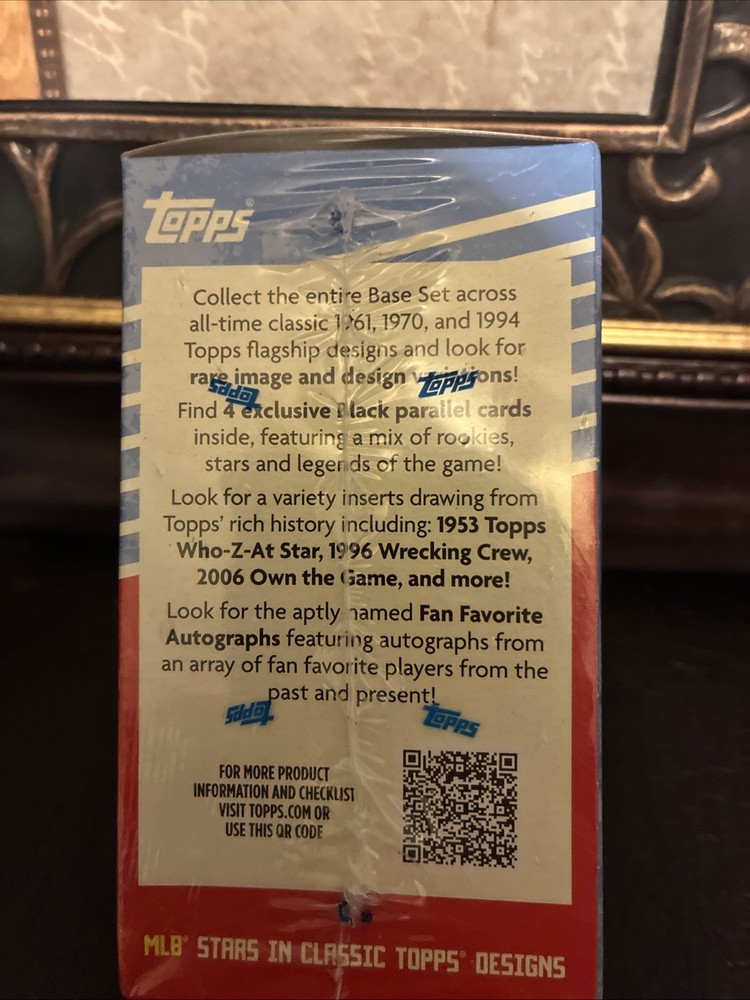 Topps®
Collect the entire Base Set across
all-time classic 1961, 1970, and 1994
Topps flagship designs and look for
rare image and design variations!
Topps Topps
Find 4 exclusive Black parallel cards
inside, featuring a mix of rookies,
stars and legends of the game!
Look for a variety inserts drawing from
Topps' rich history including: 1953 Topps
Who-Z-At Star, 1996 Wrecking Crew,
2006 Own the Game, and more!
Look for the aptly named Fan Favorite
Autographs featuring autographs from
an array of fan favorite players from the
past and present!
Topps Topps
FOR MORE PRODUCT
INFORMATION AND CHECKLIST
VISIT TOPPS.COM OR
USE THIS QR CODE
MLB® STARS IN CLASSIC TOPPS® DESIGNS